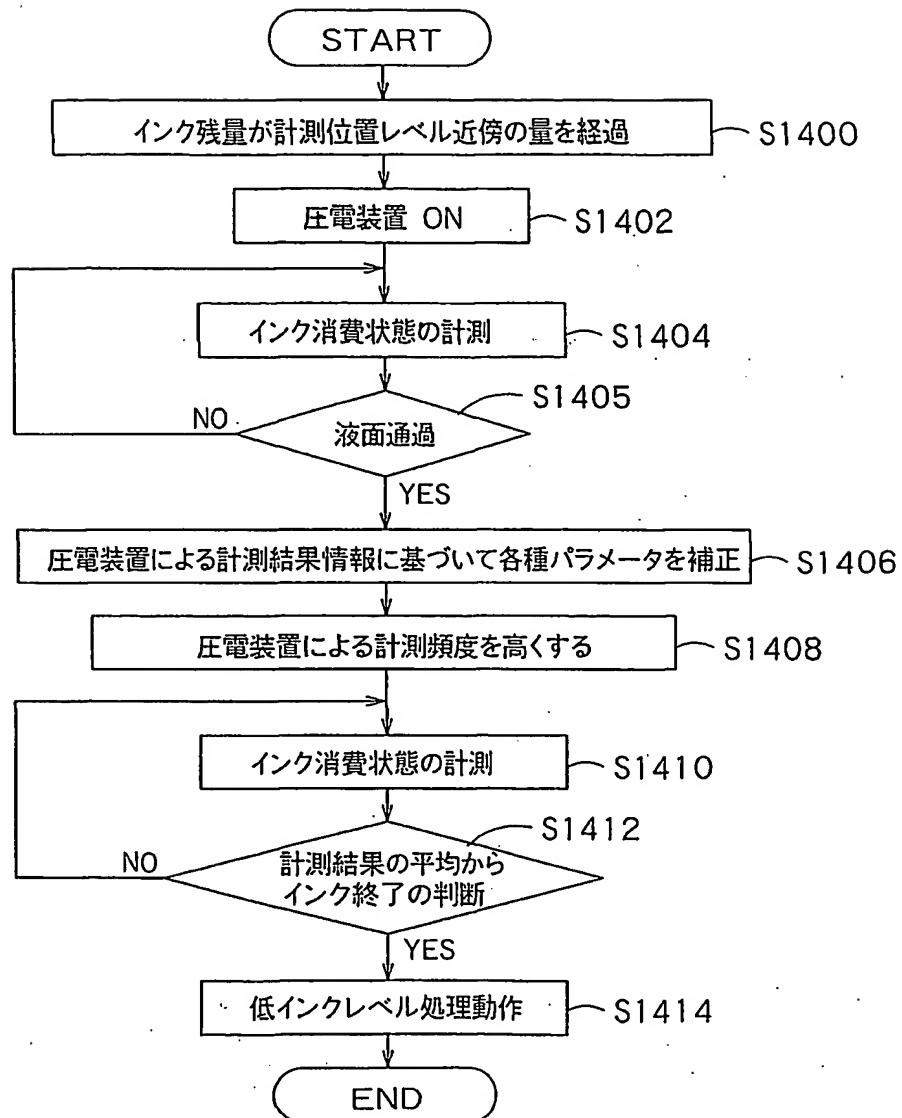 START
インク残量が計測位置レベル近傍の量を経過
S1400
圧電装置 ON
S1402
インク消費状態の計測
S1404
S1405
NO
液面通過
YES
圧電装置による計測結果情報に基づいて各種パラメータを補正
S1406
圧電装置による計測頻度を高くする
S1408
インク消費状態の計測
S1410
S1412
NO
計測結果の平均から
インク終了の判断
YES
低インクレベル処理動作
S1414
END